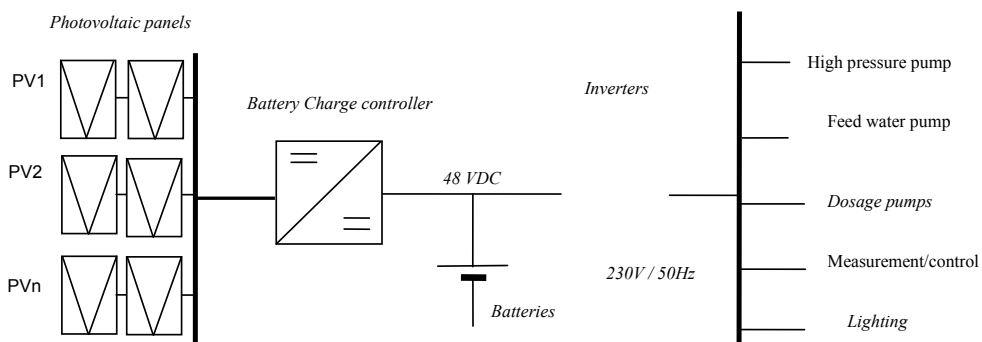 Photovoltaic panels
PV1
PV2
PVn
Battery Charge controller
48 VDC
Batteries
Inverters
230V / 50Hz
High pressure pump
Feed water pump
Dosage pumps
Measurement/control
Lighting